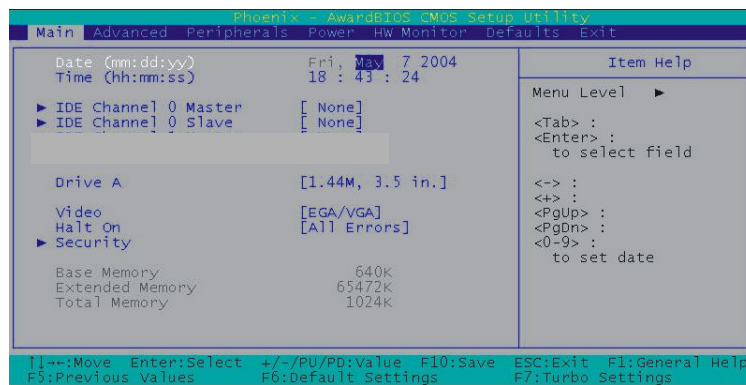 Phoenix - AwardBIOS CMOS Setup Utility
Main Advanced Peripherals Power HW Monitor Defaults Exit
Date (mm:dd:yy) Fri, May 7 2004
Time (hh:mm:ss) 18 : 43 : 24
► IDE Channel 0 Master [ None]
► IDE Channel 0 Slave [ None]
Drive A [1.44M, 3.5 in.]
Video [EGA/VGA]
Halt On [All Errors]
► Security
Base Memory 640K
Extended Memory 65472K
Total Memory 1024K
Item Help
Menu Level ►
<Tab> :
<Enter> :
to select field
<-> :
<+> :
<PgUp> :
<PgDn> :
<0-9> :
to set date
↑↓→←:Move Enter:Select +/-/PU/PD:Value F10:Save ESC:Exit F1:General Help
F5:Previous Values F6:Default Settings F7:Turbo Settings